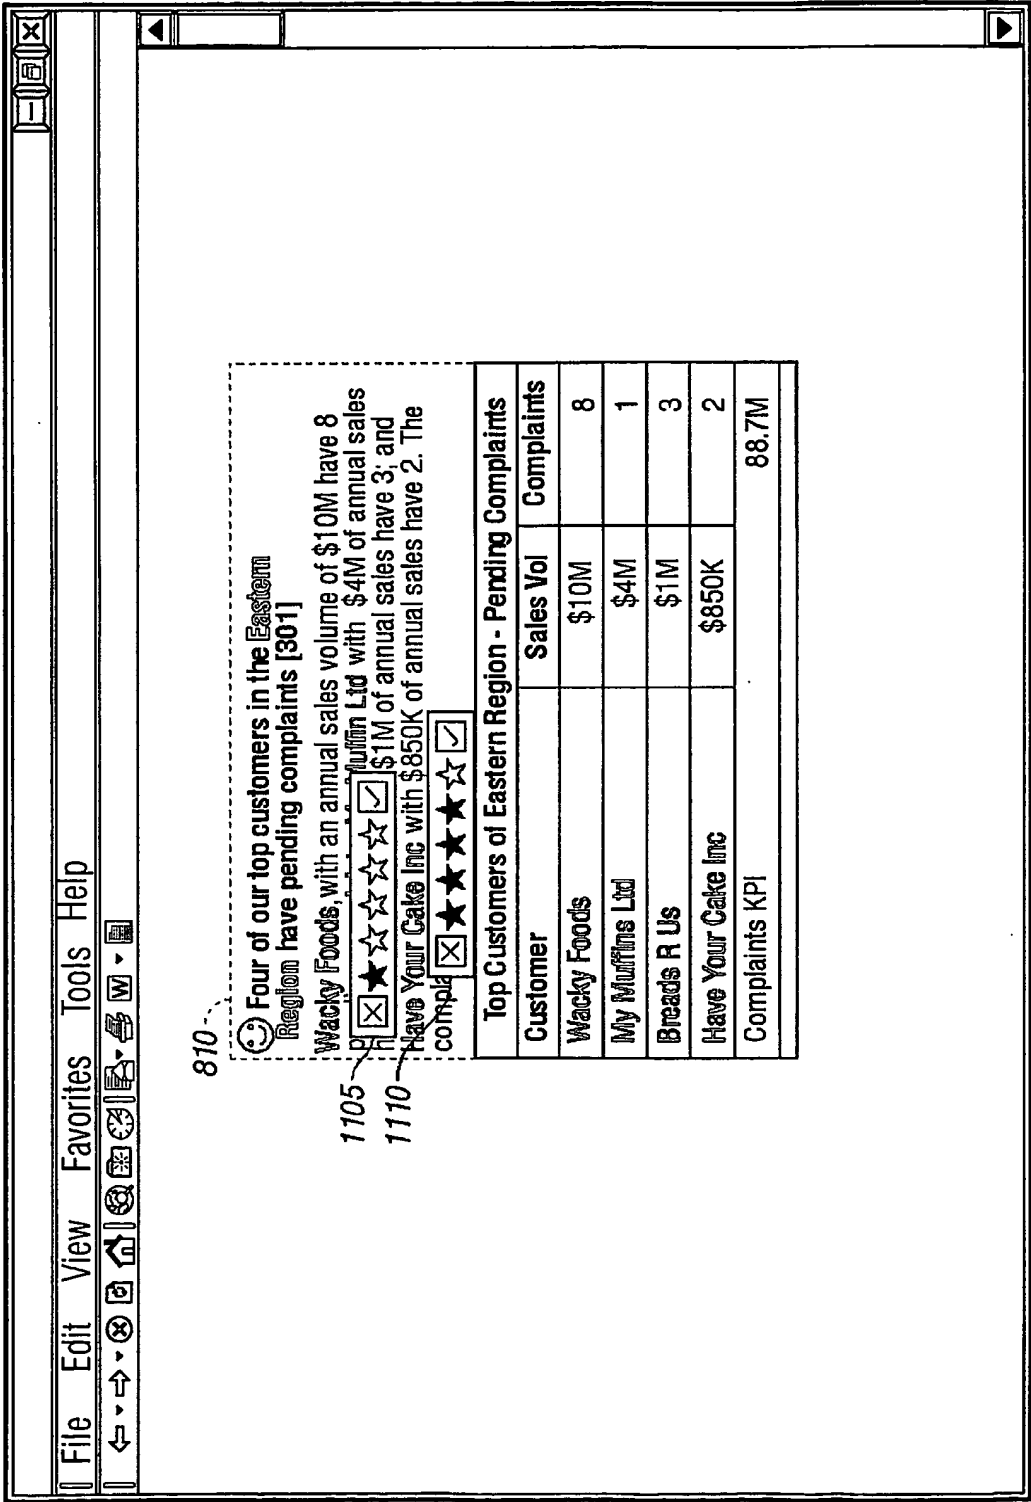 File Edit View Favorites Tools Help
W
810
Four of our top customers in the Eastern
Region have pending complaints [301]
Wacky Foods, with an annual sales volume of $10M have 8
Muffin Ltd with $4M of annual sales
$1M of annual sales have 3; and
Have Your Cake Inc with $850K of annual sales have 2. The
compla
1105
1110
Top Customers of Eastern Region - Pending Complaints
Customer Sales Vol Complaints
Wacky Foods $10M 8
My Muffins Ltd $4M 1
Breads R Us $1M 3
Have Your Cake Inc $850K 2
Complaints KPI 88.7M